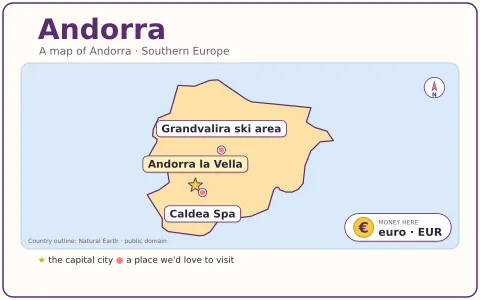 Andorra
A map of Andorra · Southern Europe
N
Grandvalira ski area
Andorra la Vella
Caldea Spa
MONEY HERE
€ euro · EUR
Country outline: Natural Earth · public domain
★ the capital city ● a place we'd love to visit